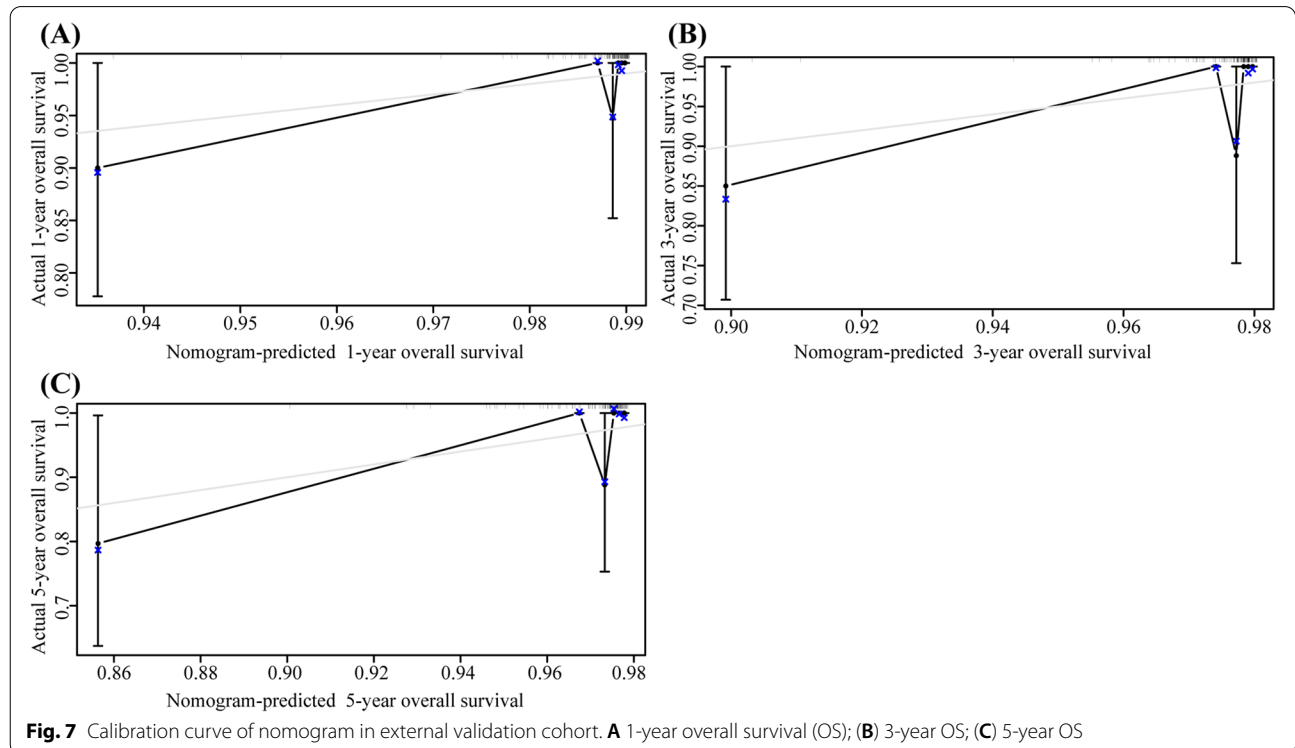 (A)
Actual 1-year overall survival
1.00
0.95
0.90
0.85
0.80
0.94 0.95 0.96 0.97 0.98 0.99
Nomogram-predicted 1-year overall survival
(B)
Actual 3-year overall survival
1.00
0.95
0.90
0.85
0.80
0.75
0.70
0.90 0.92 0.94 0.96 0.98
Nomogram-predicted 3-year overall survival
(C)
Actual 5-year overall survival
1.0
0.9
0.8
0.7
0.86 0.88 0.90 0.92 0.94 0.96 0.98
Nomogram-predicted 5-year overall survival
Fig. 7 Calibration curve of nomogram in external validation cohort. A 1-year overall survival (OS); (B) 3-year OS; (C) 5-year OS